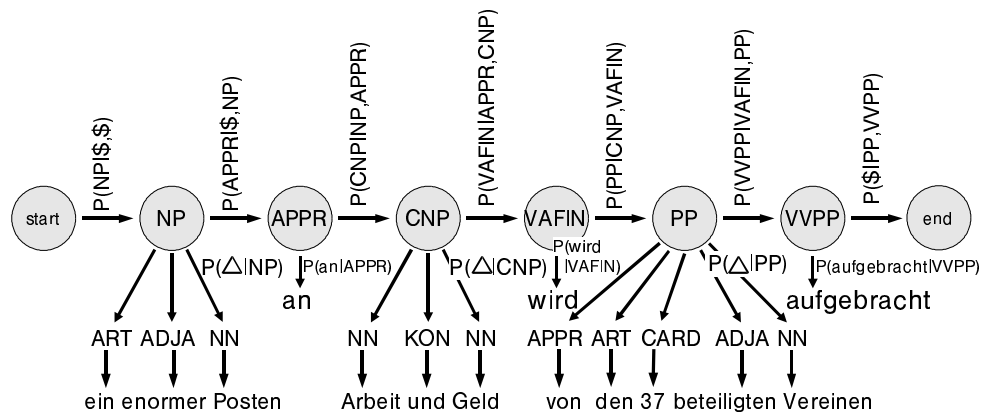 P(NP|$,$) P(APPR|$,NP) P(CNP|NP,APPR) P(VAFIN|APPR,CNP) P(PP|CNP,VAFIN) P(VVPP|VAFIN,PP) P($|PP,VVPP)
start NP APPR CNP VAFIN PP VVPP end
P(△|NP) P(an|APPR) P(△|CNP) P(wird |VAFIN) P(△|PP) P(aufgebracht|VVPP)
an wird aufgebracht
ART ADJA NN NN KON NN APPR ART CARD ADJA NN
ein enormer Posten Arbeit und Geld von den 37 beteiligten Vereinen